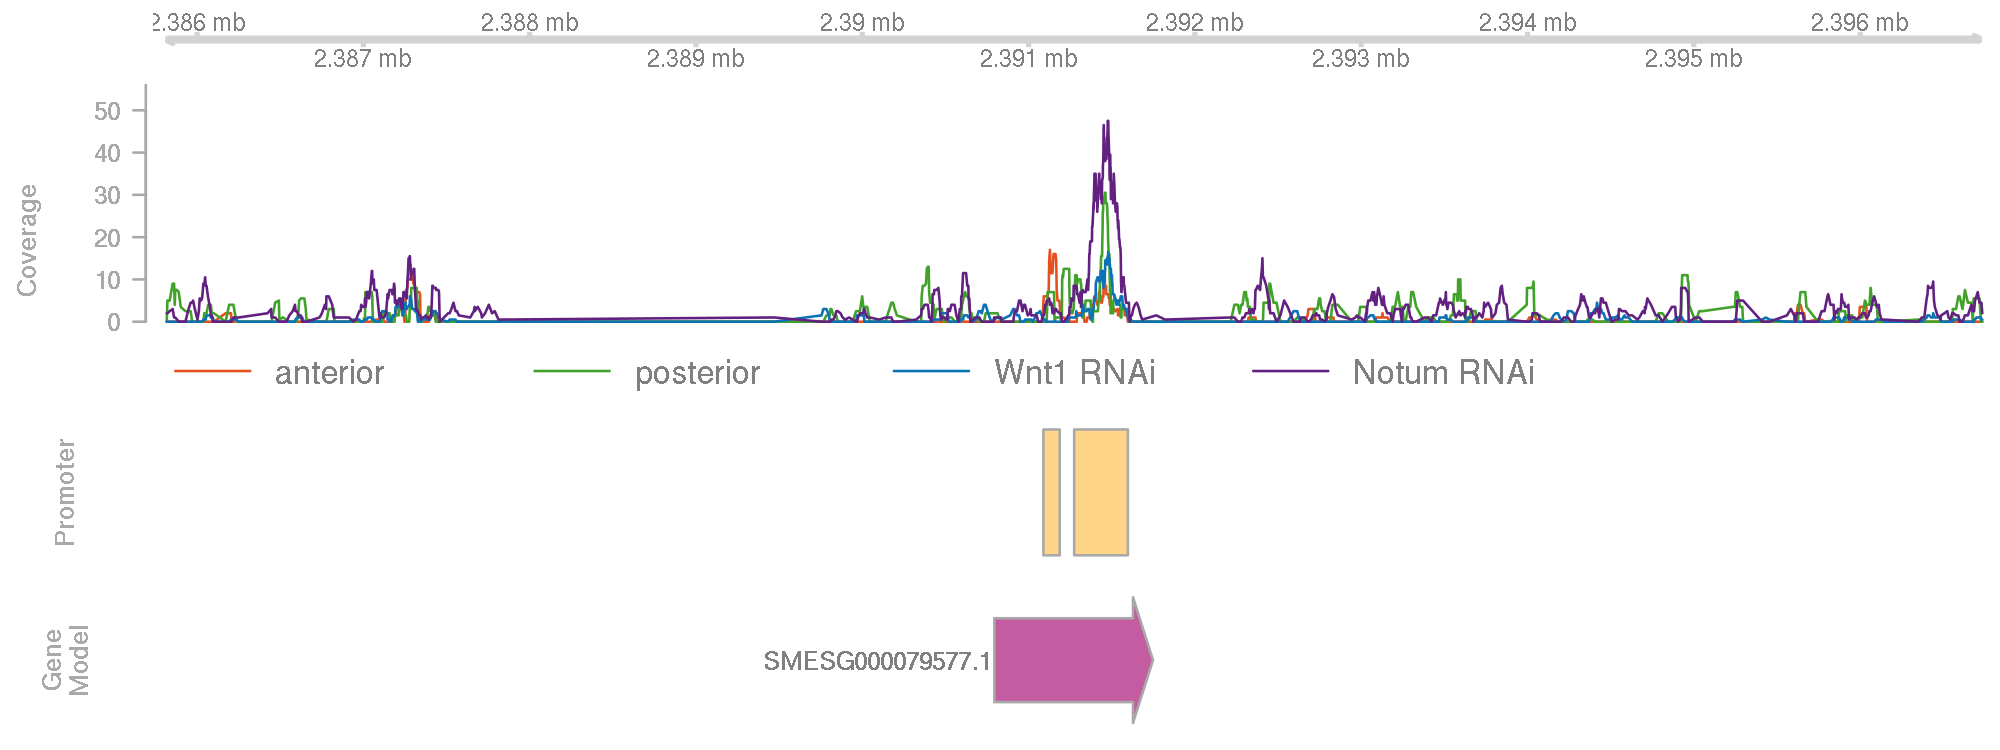 2.386 mb 2.388 mb 2.39 mb 2.392 mb 2.394 mb 2.396 mb
2.387 mb 2.389 mb 2.391 mb 2.393 mb 2.395 mb
Coverage
50
40
30
20
10
0
anterior posterior Wnt1 RNAi Notum RNAi
Promoter
Gene
Model
SMESG000079577.1